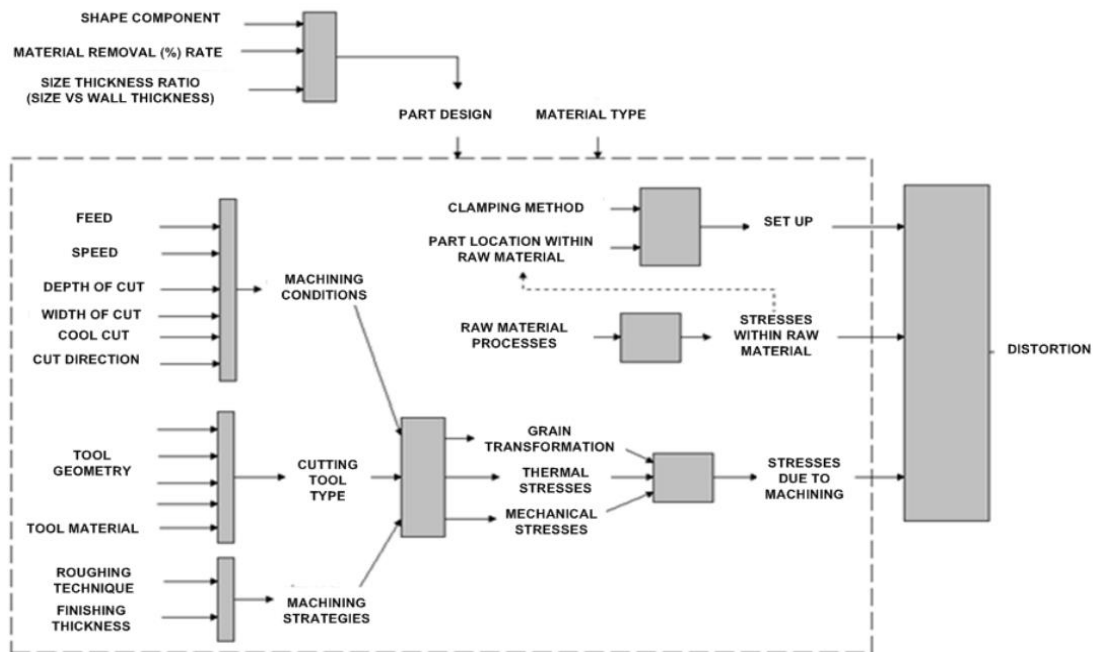 SHAPE COMPONENT
MATERIAL REMOVAL (%) RATE
SIZE THICKNESS RATIO
(SIZE VS WALL THICKNESS)
PART DESIGN
MATERIAL TYPE
FEED
SPEED
DEPTH OF CUT
WIDTH OF CUT
COOL CUT
CUT DIRECTION
MACHINING
CONDITIONS
CLAMPING METHOD
PART LOCATION WITHIN
RAW MATERIAL
SET UP
RAW MATERIAL
PROCESSES
STRESSES
WITHIN RAW
MATERIAL
DISTORTION
TOOL
GEOMETRY
TOOL MATERIAL
CUTTING
TOOL
TYPE
GRAIN
TRANSFORMATION
THERMAL
STRESSES
MECHANICAL
STRESSES
STRESSES
DUE TO
MACHINING
ROUGHING
TECHNIQUE
FINISHING
THICKNESS
MACHINING
STRATEGIES